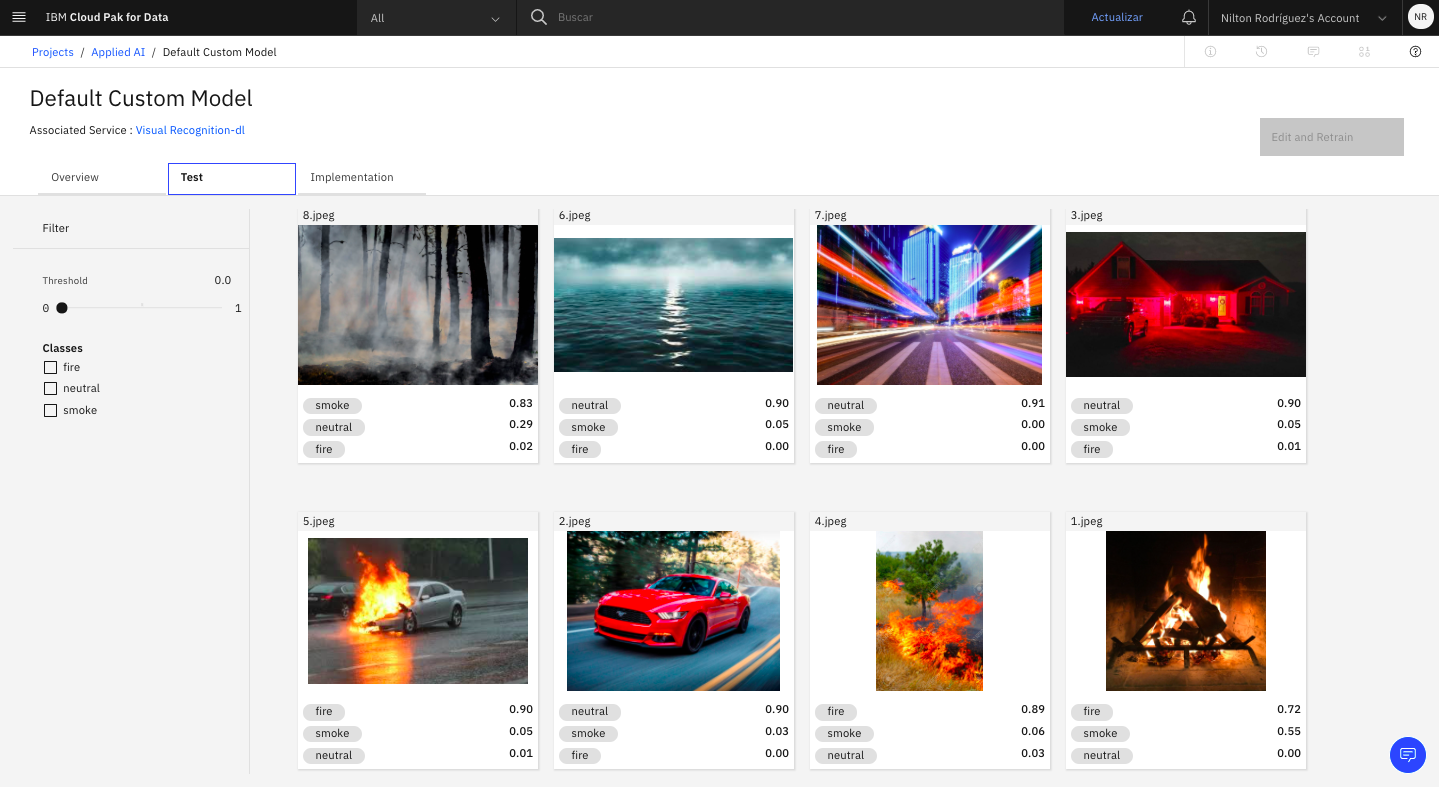 IBM Cloud Pak for Data
All
Buscar
Actualizar
Nilton Rodríguez's Account
NR
Projects / Applied AI / Default Custom Model
Default Custom Model
Associated Service : Visual Recognition-dl
Edit and Retrain
Overview
Test
Implementation
Filter
Threshold 0.0
0 1
Classes
fire
neutral
smoke
8.jpeg
smoke 0.83
neutral 0.29
fire 0.02
6.jpeg
neutral 0.90
smoke 0.05
fire 0.00
7.jpeg
neutral 0.91
smoke 0.00
fire 0.00
3.jpeg
neutral 0.90
smoke 0.05
fire 0.01
5.jpeg
fire 0.90
smoke 0.05
neutral 0.01
2.jpeg
neutral 0.90
smoke 0.03
fire 0.00
4.jpeg
fire 0.89
smoke 0.06
neutral 0.03
1.jpeg
fire 0.72
smoke 0.55
neutral 0.00